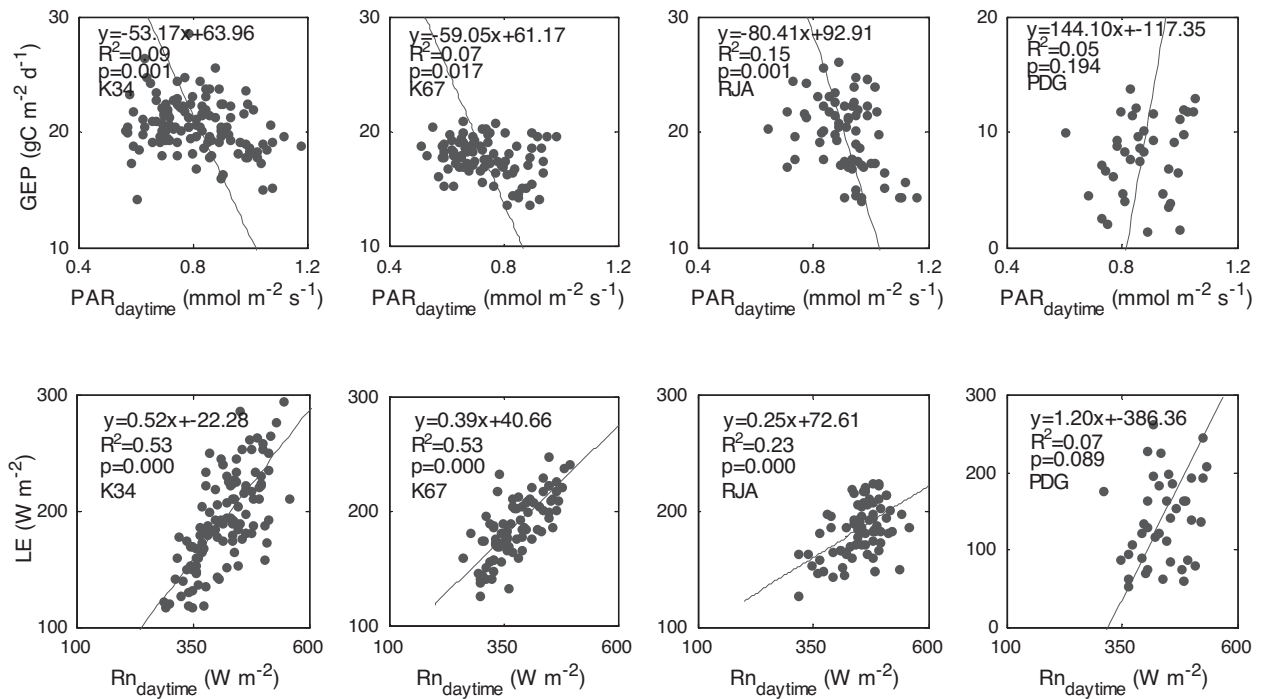 30
y=-53.17x+63.96
R²=0.09
p=0.001
K34
20
10
0.4 0.8 1.2
GEP (gC m⁻² d⁻¹)
PAR_daytime (mmol m⁻² s⁻¹)
30
y=-59.05x+61.17
R²=0.07
p=0.017
K67
20
10
0.4 0.8 1.2
PAR_daytime (mmol m⁻² s⁻¹)
30
y=-80.41x+92.91
R²=0.15
p=0.001
RJA
20
10
0.4 0.8 1.2
PAR_daytime (mmol m⁻² s⁻¹)
20
y=144.10x+-117.35
R²=0.05
p=0.194
PDG
10
0
0.4 0.8 1.2
PAR_daytime (mmol m⁻² s⁻¹)
300
y=0.52x+-22.28
R²=0.53
p=0.000
K34
200
100
100 350 600
LE (W m⁻²)
Rn_daytime (W m⁻²)
300
y=0.39x+40.66
R²=0.53
p=0.000
K67
200
100
100 350 600
Rn_daytime (W m⁻²)
300
y=0.25x+72.61
R²=0.23
p=0.000
RJA
200
100
100 350 600
Rn_daytime (W m⁻²)
300
y=1.20x+-386.36
R²=0.07
p=0.089
PDG
200
100
0
100 350 600
Rn_daytime (W m⁻²)